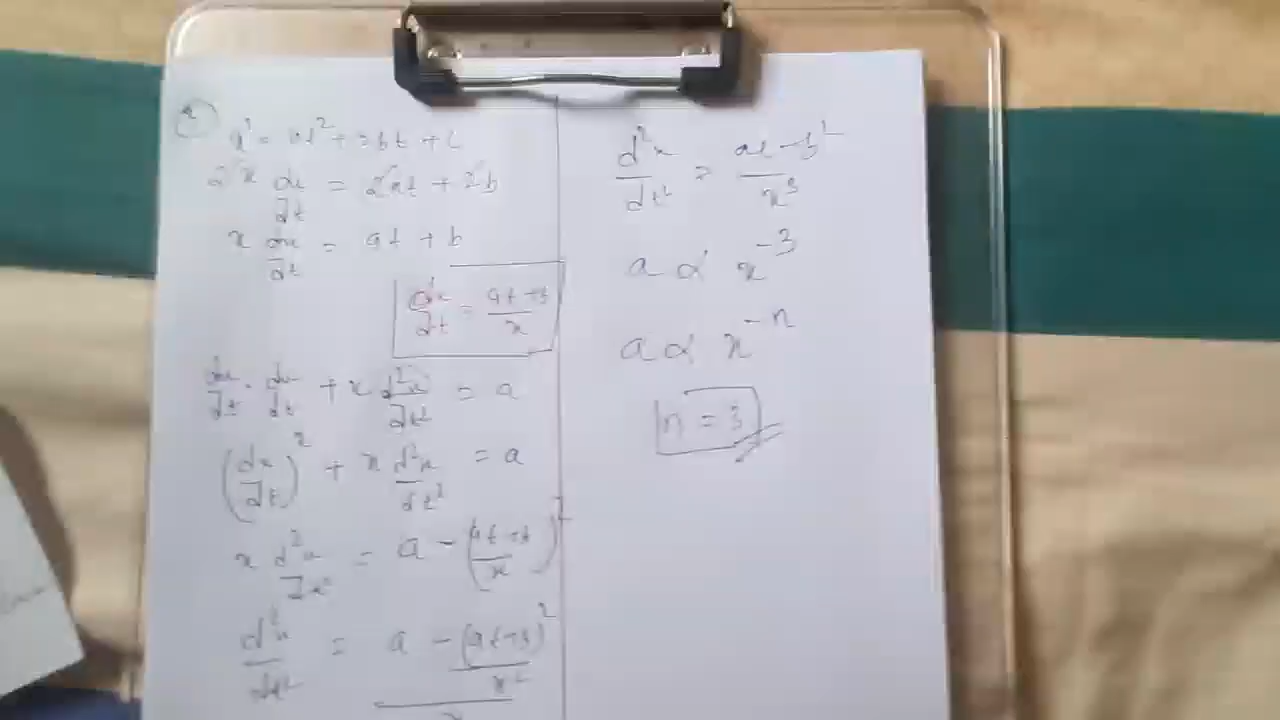 2
x² = at² + 2bt + c
2x dx/dt = 2at + 2b
x dx/dt = at + b
dx/dt = at+b/x
dx/dt . dx/dt + x d²x/dt² = a
(dx/dt)² + x d²x/dt² = a
x d²x/dt² = a - (at+b/x)²
d²x/dt² = a - (at+b)²/x² / x
d²x/dt² = ac-b²/x³
a ∝ x⁻³
a ∝ x⁻ⁿ
n = 3